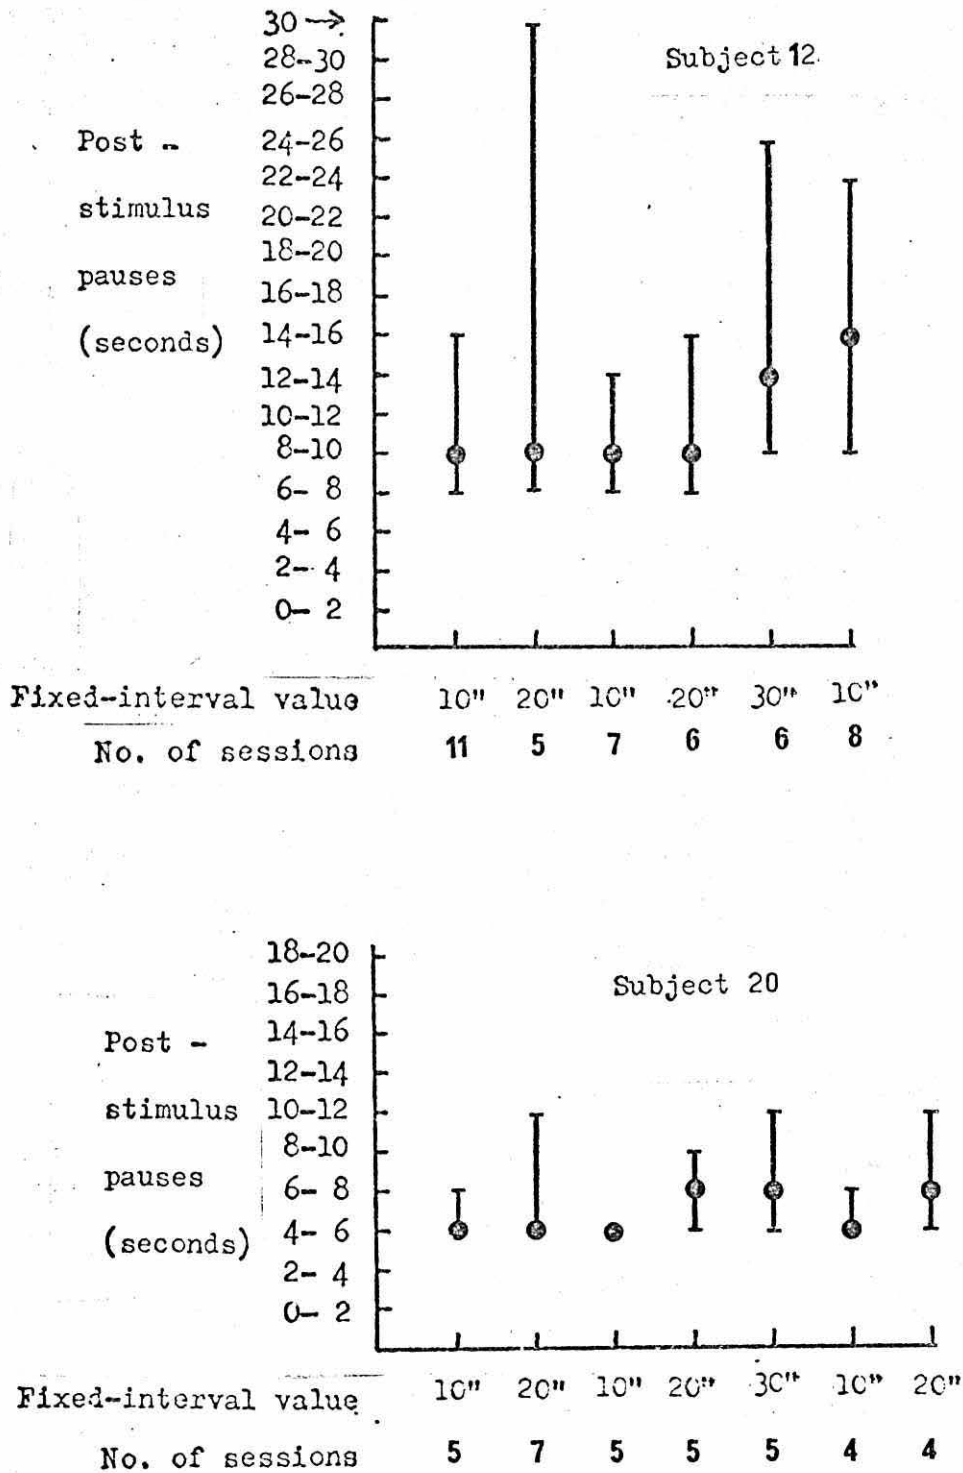 30 →
28-30
Subject 12
26-28
Post - 24-26
22-24
stimulus 20-22
18-20
pauses 16-18
(seconds) 14-16
12-14
10-12
8-10
6- 8
4- 6
2- 4
0- 2
Fixed-interval value 10" 20" 10" 20" 30" 10"
No. of sessions 11 5 7 6 6 8
18-20
16-18 Subject 20
Post - 14-16
12-14
stimulus 10-12
8-10
pauses 6- 8
(seconds) 4- 6
2- 4
0- 2
Fixed-interval value 10" 20" 10" 20" 30" 10" 20"
No. of sessions 5 7 5 5 5 4 4